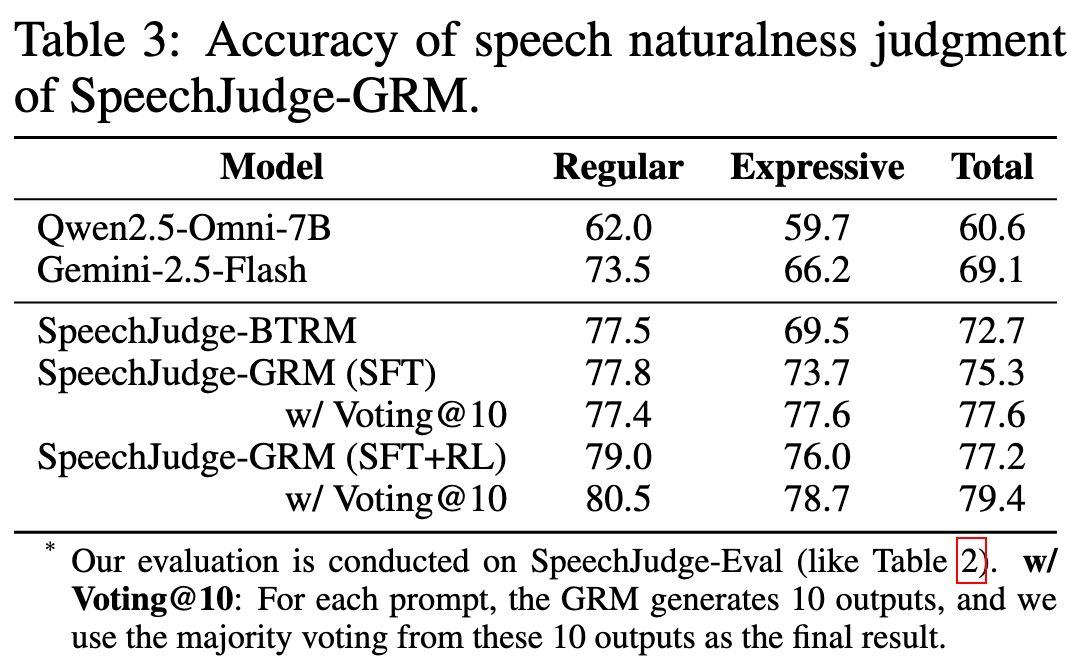 Table 3: Accuracy of speech naturalness judgment
of SpeechJudge-GRM.
Model Regular Expressive Total
Qwen2.5-Omni-7B 62.0 59.7 60.6
Gemini-2.5-Flash 73.5 66.2 69.1
SpeechJudge-BTRM 77.5 69.5 72.7
SpeechJudge-GRM (SFT) 77.8 73.7 75.3
w/ Voting@10 77.4 77.6 77.6
SpeechJudge-GRM (SFT+RL) 79.0 76.0 77.2
w/ Voting@10 80.5 78.7 79.4
* Our evaluation is conducted on SpeechJudge-Eval (like Table 2). w/
Voting@10: For each prompt, the GRM generates 10 outputs, and we
use the majority voting from these 10 outputs as the final result.